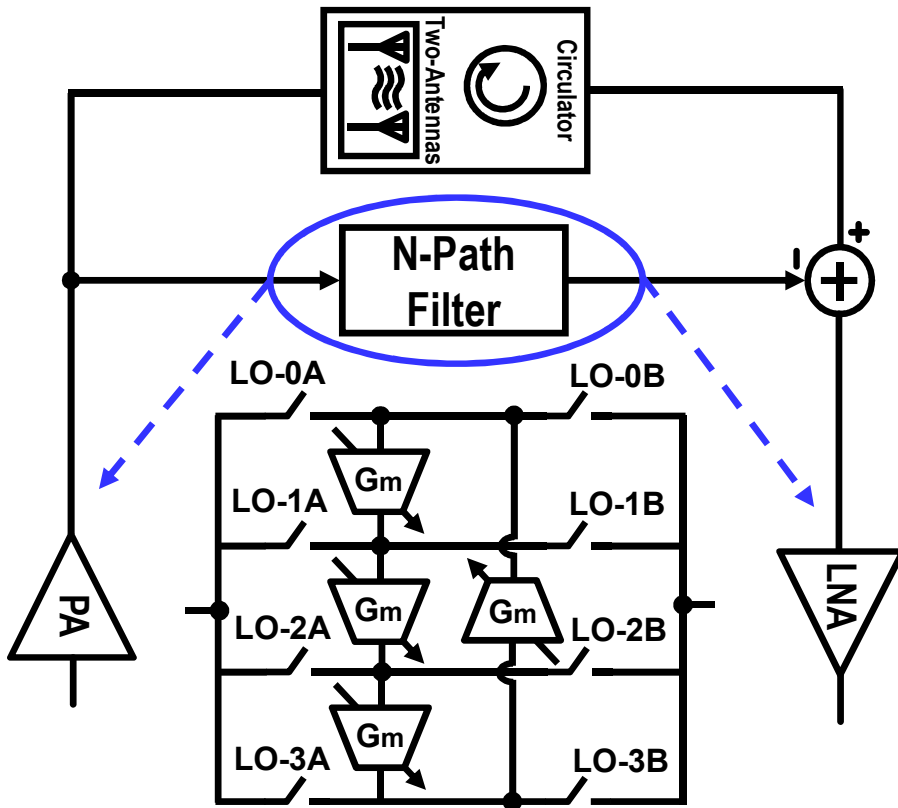 Two-Antennas
Circulator
+
-
N-Path
Filter
LO-0A
LO-0B
Gm
LO-1A
LO-1B
Gm
Gm
LO-2A
LO-2B
Gm
LO-3A
LO-3B
PA
LNA